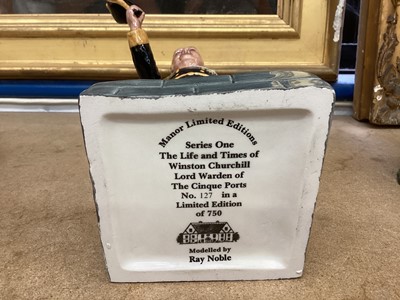 Manor Limited Editions
Series One
The Life and Times of
Winston Churchill
Lord Warden of
The Cinque Ports
No. 127 in a
Limited Edition
of 750
Modelled by
Ray Noble